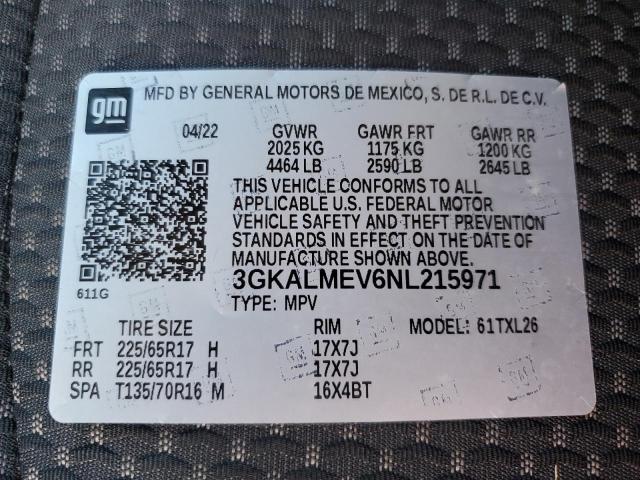 gm MFD BY GENERAL MOTORS DE MEXICO, S. DE R.L. DE C.V.
04/22 GVWR GAWR FRT GAWR RR
2025 KG 1175 KG 1200 KG
4464 LB 2590 LB 2645 LB
THIS VEHICLE CONFORMS TO ALL
APPLICABLE U.S. FEDERAL MOTOR
VEHICLE SAFETY AND THEFT PREVENTION
STANDARDS IN EFFECT ON THE DATE OF
MANUFACTURE SHOWN ABOVE.
3GKALMEV6NL215971
611G TYPE: MPV
TIRE SIZE RIM MODEL: 61TXL26
FRT 225/65R17 H 17X7J
RR 225/65R17 H 17X7J
SPA T135/70R16 M 16X4BT